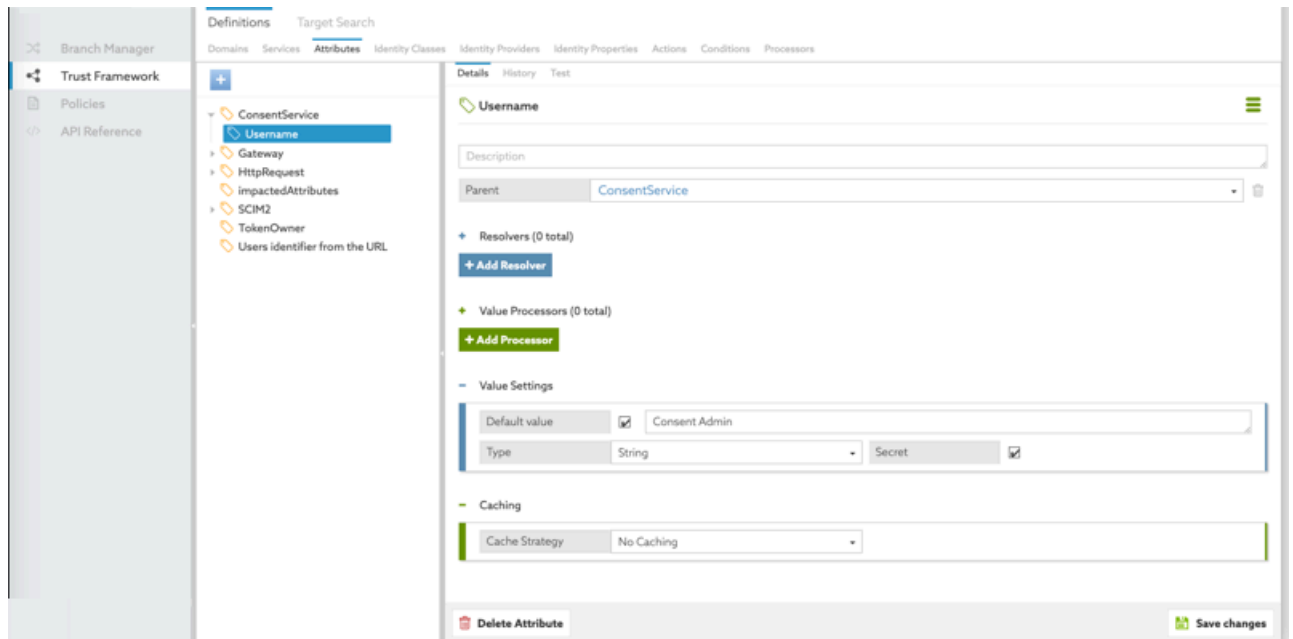 Definitions Target Search
Branch Manager
Trust Framework
Policies
API Reference
Domains Services Attributes Identity Classes Identity Providers Identity Properties Actions Conditions Processors
+
ConsentService
Username
Gateway
HttpRequest
impactedAttributes
SCIM2
TokenOwner
Users identifier from the URL
Details History Test
Username
Description
Parent ConsentService
+ Resolvers (0 total)
+ Add Resolver
+ Value Processors (0 total)
+ Add Processor
– Value Settings
Default value Consent Admin
Type String Secret
– Caching
Cache Strategy No Caching
Delete Attribute Save changes